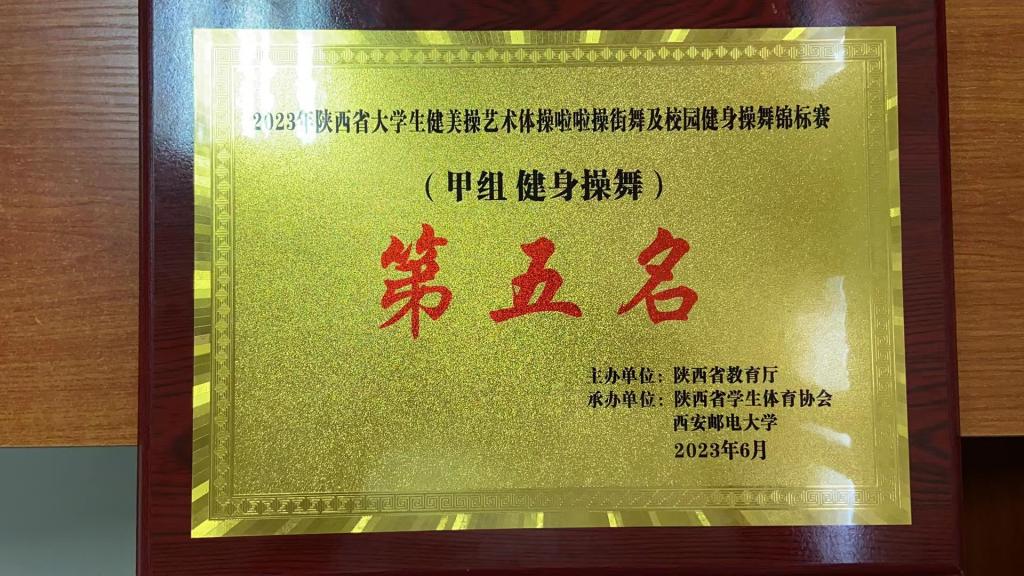 2023年陕西省大学生健美操艺术体操啦啦操街舞及校园健身操舞锦标赛
（甲组 健身操舞）
第五名
主办单位：陕西省教育厅
承办单位：陕西省学生体育协会
西安邮电大学
2023年6月